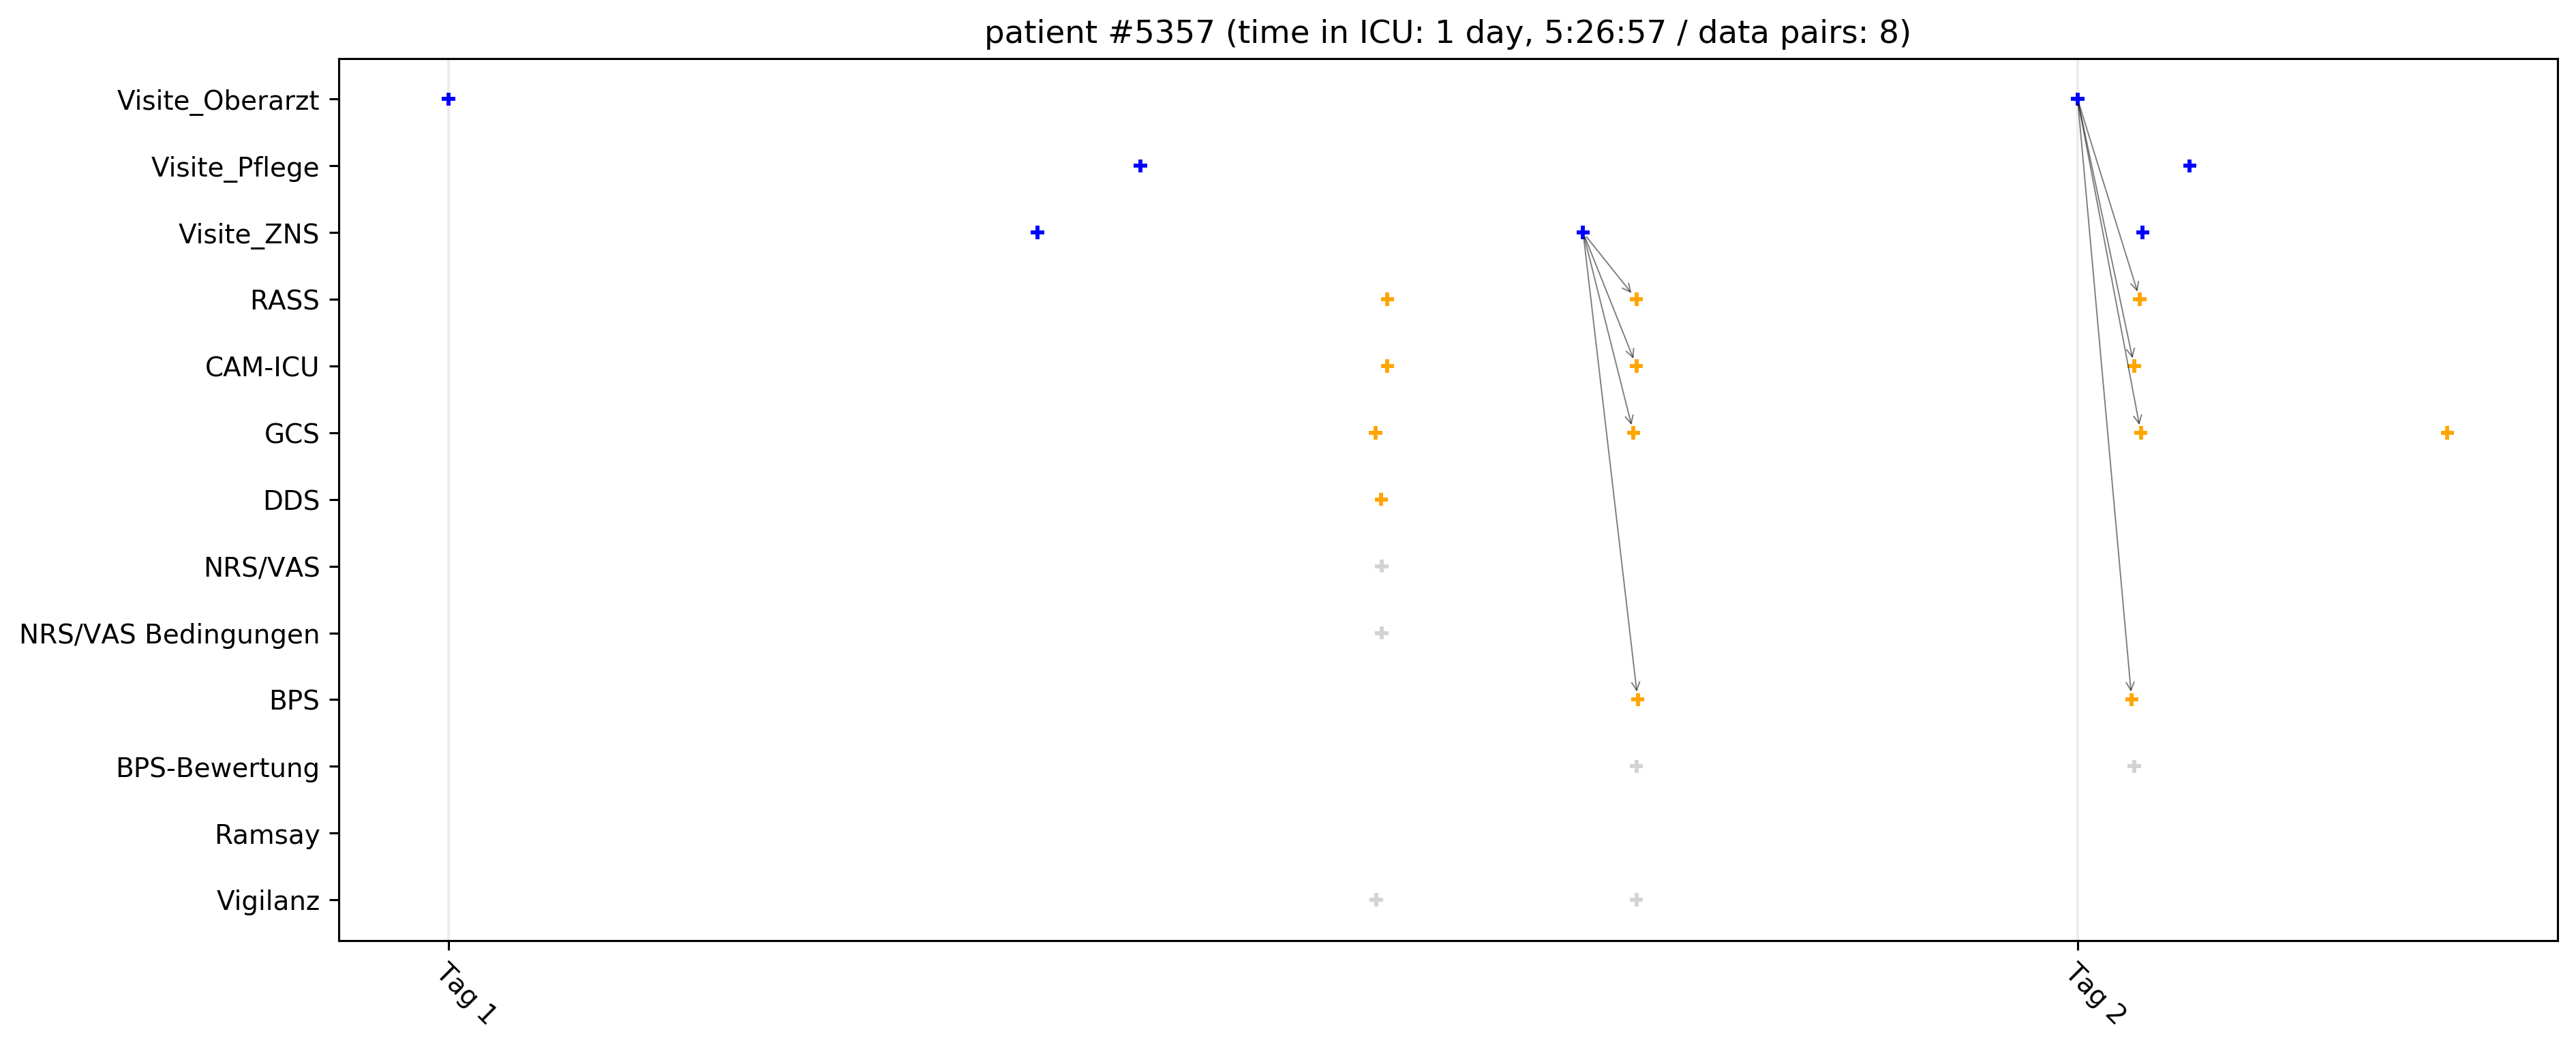 patient #5357 (time in ICU: 1 day, 5:26:57 / data pairs: 8)
Visite_Oberarzt
Visite_Pflege
Visite_ZNS
RASS
CAM-ICU
GCS
DDS
NRS/VAS
NRS/VAS Bedingungen
BPS
BPS-Bewertung
Ramsay
Vigilanz
Tag 1
Tag 2